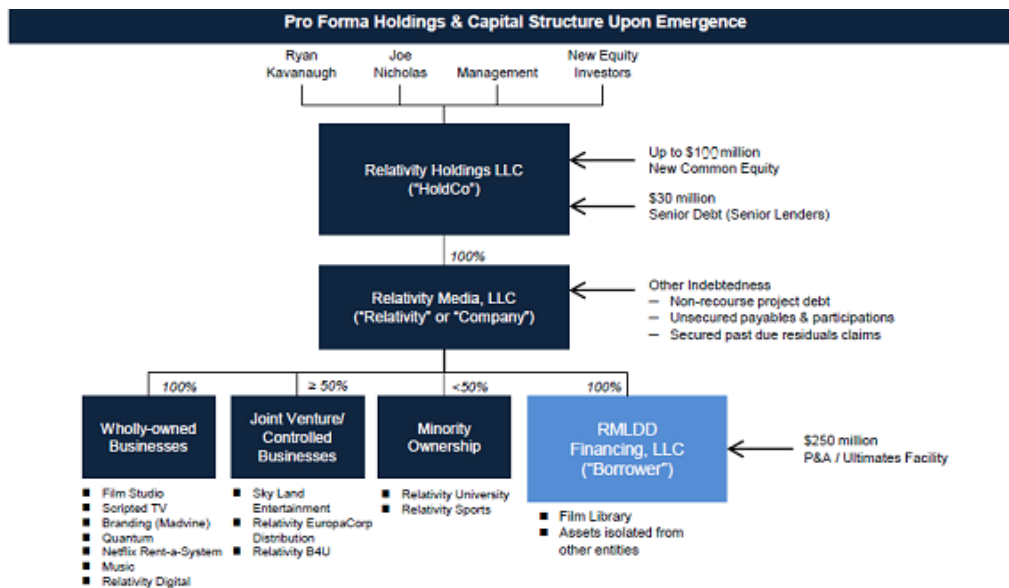 Pro Forma Holdings & Capital Structure Upon Emergence
Ryan
Kavanaugh
Joe
Nicholas
Management
New Equity
Investors
Relativity Holdings LLC
("HoldCo")
Up to $100 million
New Common Equity
$30 million
Senior Debt (Senior Lenders)
100%
Relativity Media, LLC
("Relativity" or "Company")
Other Indebtedness
– Non-recourse project debt
– Unsecured payables & participations
– Secured past due residuals claims
100%
≥ 50%
<50%
100%
Wholly-owned
Businesses
Joint Venture/
Controlled
Businesses
Minority
Ownership
RMLDD
Financing, LLC
("Borrower")
$250 million
P&A / Ultimates Facility
■ Film Studio
■ Scripted TV
■ Branding (Madvine)
■ Quantum
■ Netflix Rent-a-System
■ Music
■ Relativity Digital
■ Sky Land
Entertainment
■ Relativity EuropaCorp
Distribution
■ Relativity B4U
■ Relativity University
■ Relativity Sports
■ Film Library
■ Assets isolated from
other entities